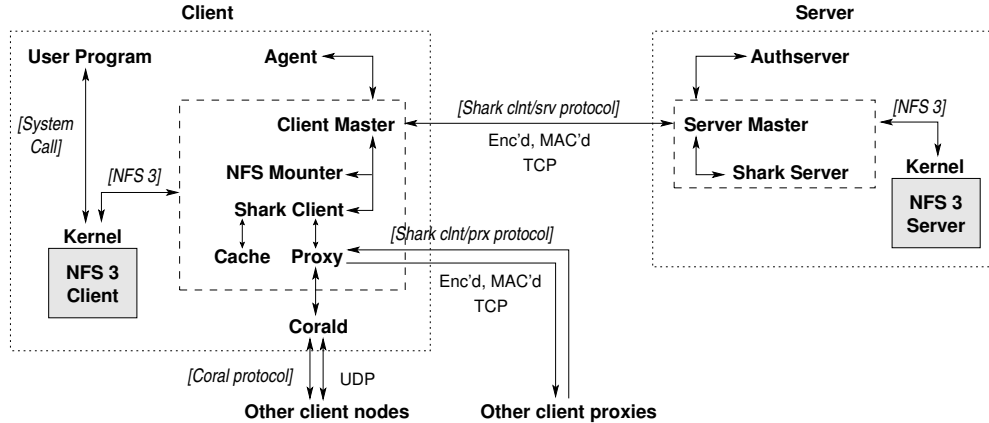 Client
Server
User Program
Agent
Authserver
[System
Call]
[Shark clnt/srv protocol]
[NFS 3]
Client Master
Server Master
Enc'd, MAC'd
TCP
[NFS 3]
NFS Mounter
Shark Server
Kernel
Shark Client
NFS 3
Server
Kernel
[Shark clnt/prx protocol]
Cache
Proxy
NFS 3
Client
Enc'd, MAC'd
TCP
Corald
[Coral protocol]
UDP
Other client nodes
Other client proxies